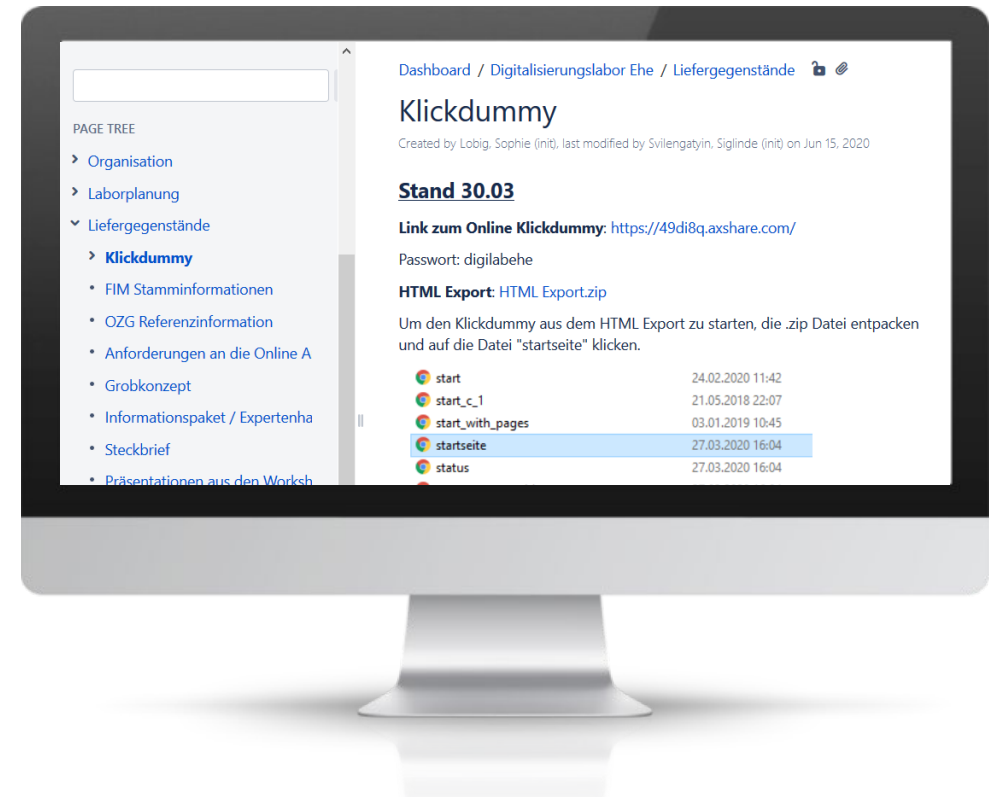 PAGE TREE
Organisation
Laborplanung
Liefergegenstände
Klickdummy
FIM Stamminformationen
OZG Referenzinformation
Anforderungen an die Online A
Grobkonzept
Informationspaket / Expertenha
Steckbrief
Präsentationen aus den Worksh
Dashboard / Digitalisierungslabor Ehe / Liefergegenstände
Klickdummy
Created by Lobig, Sophie (init), last modified by Svilengatyin, Siglinde (init) on Jun 15, 2020
Stand 30.03
Link zum Online Klickdummy: https://49di8q.axshare.com/
Passwort: digilabehe
HTML Export: HTML Export.zip
Um den Klickdummy aus dem HTML Export zu starten, die .zip Datei entpacken
und auf die Datei "startseite" klicken.
start 24.02.2020 11:42
start_c_1 21.05.2018 22:07
start_with_pages 03.01.2019 10:45
startseite 27.03.2020 16:04
status 27.03.2020 16:04